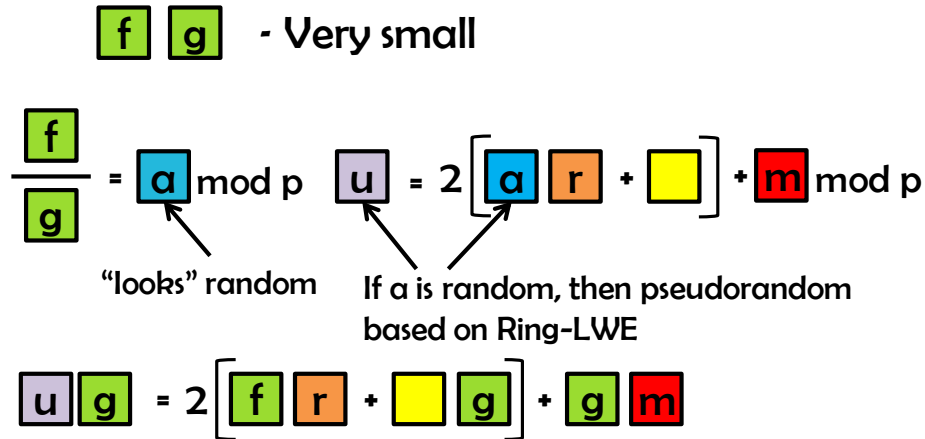 f g - Very small
f
g
= a mod p
u = 2 [ a r + ] + m mod p
“looks” random
If a is random, then pseudorandom
based on Ring-LWE
u g = 2 [ f r + g ] + g m